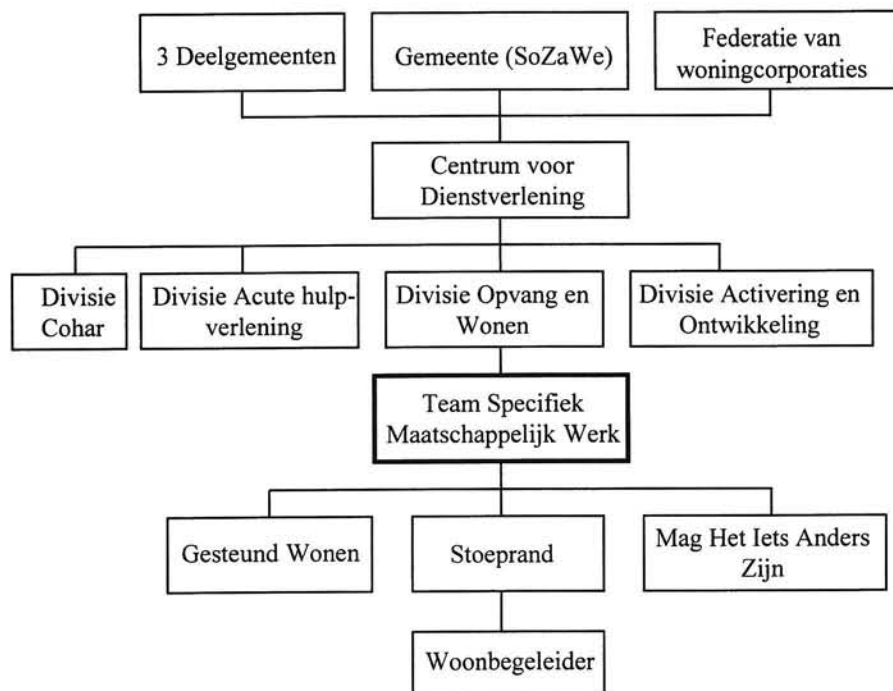 3 Deelgemeenten
Gemeente (SoZaWe)
Federatie van
woningcorporaties
Centrum voor
Dienstverlening
Divisie
Cohar
Divisie Acute hulp-
verlening
Divisie Opvang en
Wonen
Divisie Activering en
Ontwikkeling
Team Specifiek
Maatschappelijk Werk
Gesteund Wonen
Stoeprand
Mag Het Iets Anders
Zijn
Woonbegeleider